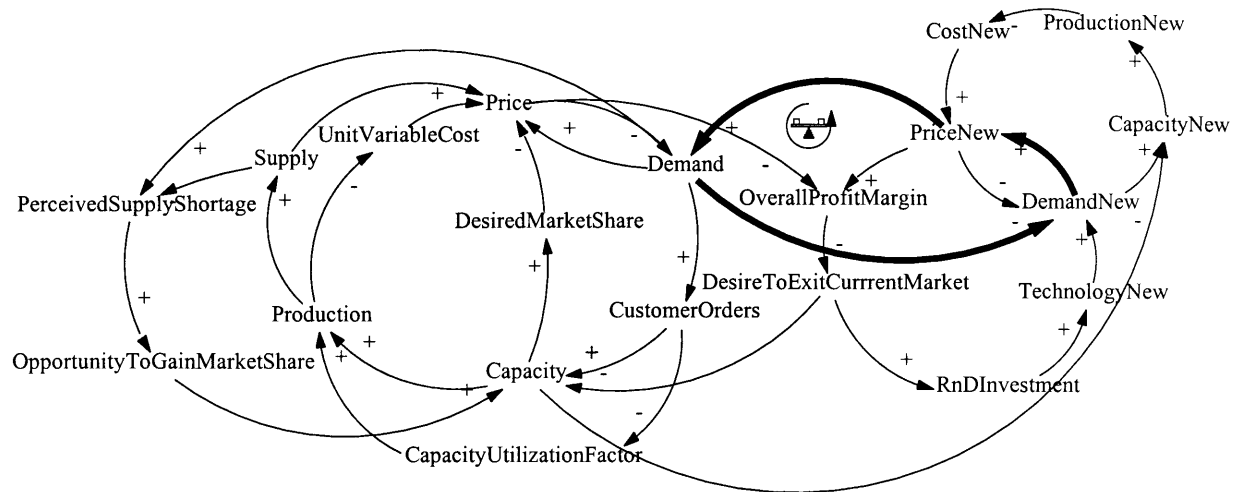 CostNew
ProductionNew
-
+
+
Price
+
UnitVariableCost
+
-
+
+
PriceNew
CapacityNew
+
Supply
-
Demand
-
+
+
-
+
PerceivedSupplyShortage
+
-
OverallProfitMargin
-
DemandNew
-
-
DesiredMarketShare
-
+
+
+
DesireToExitCurrrentMarket
TechnologyNew
+
Production
CustomerOrders
+
OpportunityToGainMarketShare
+
+
+
-
+
Capacity
+
RnDInvestment
-
CapacityUtilizationFactor